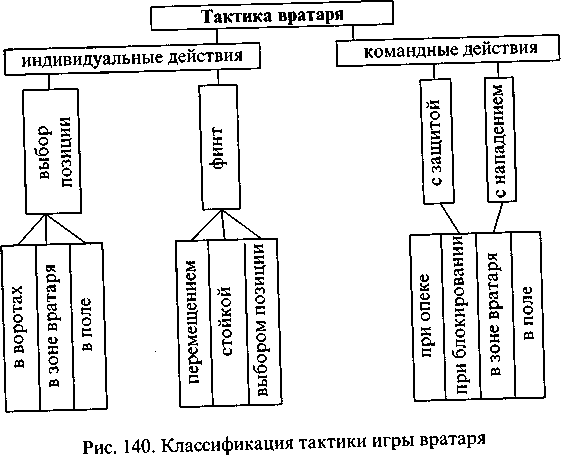 Тактика вратаря
индивидуальные действия
командные действия
выбор
позиции
финт
с защитой
с нападением
в воротах
в зоне вратаря
в поле
перемещением
стойкой
выбором позиции
при опеке
при блокировании
в зоне вратаря
в поле
Рис. 140. Классификация тактики игры вратаря